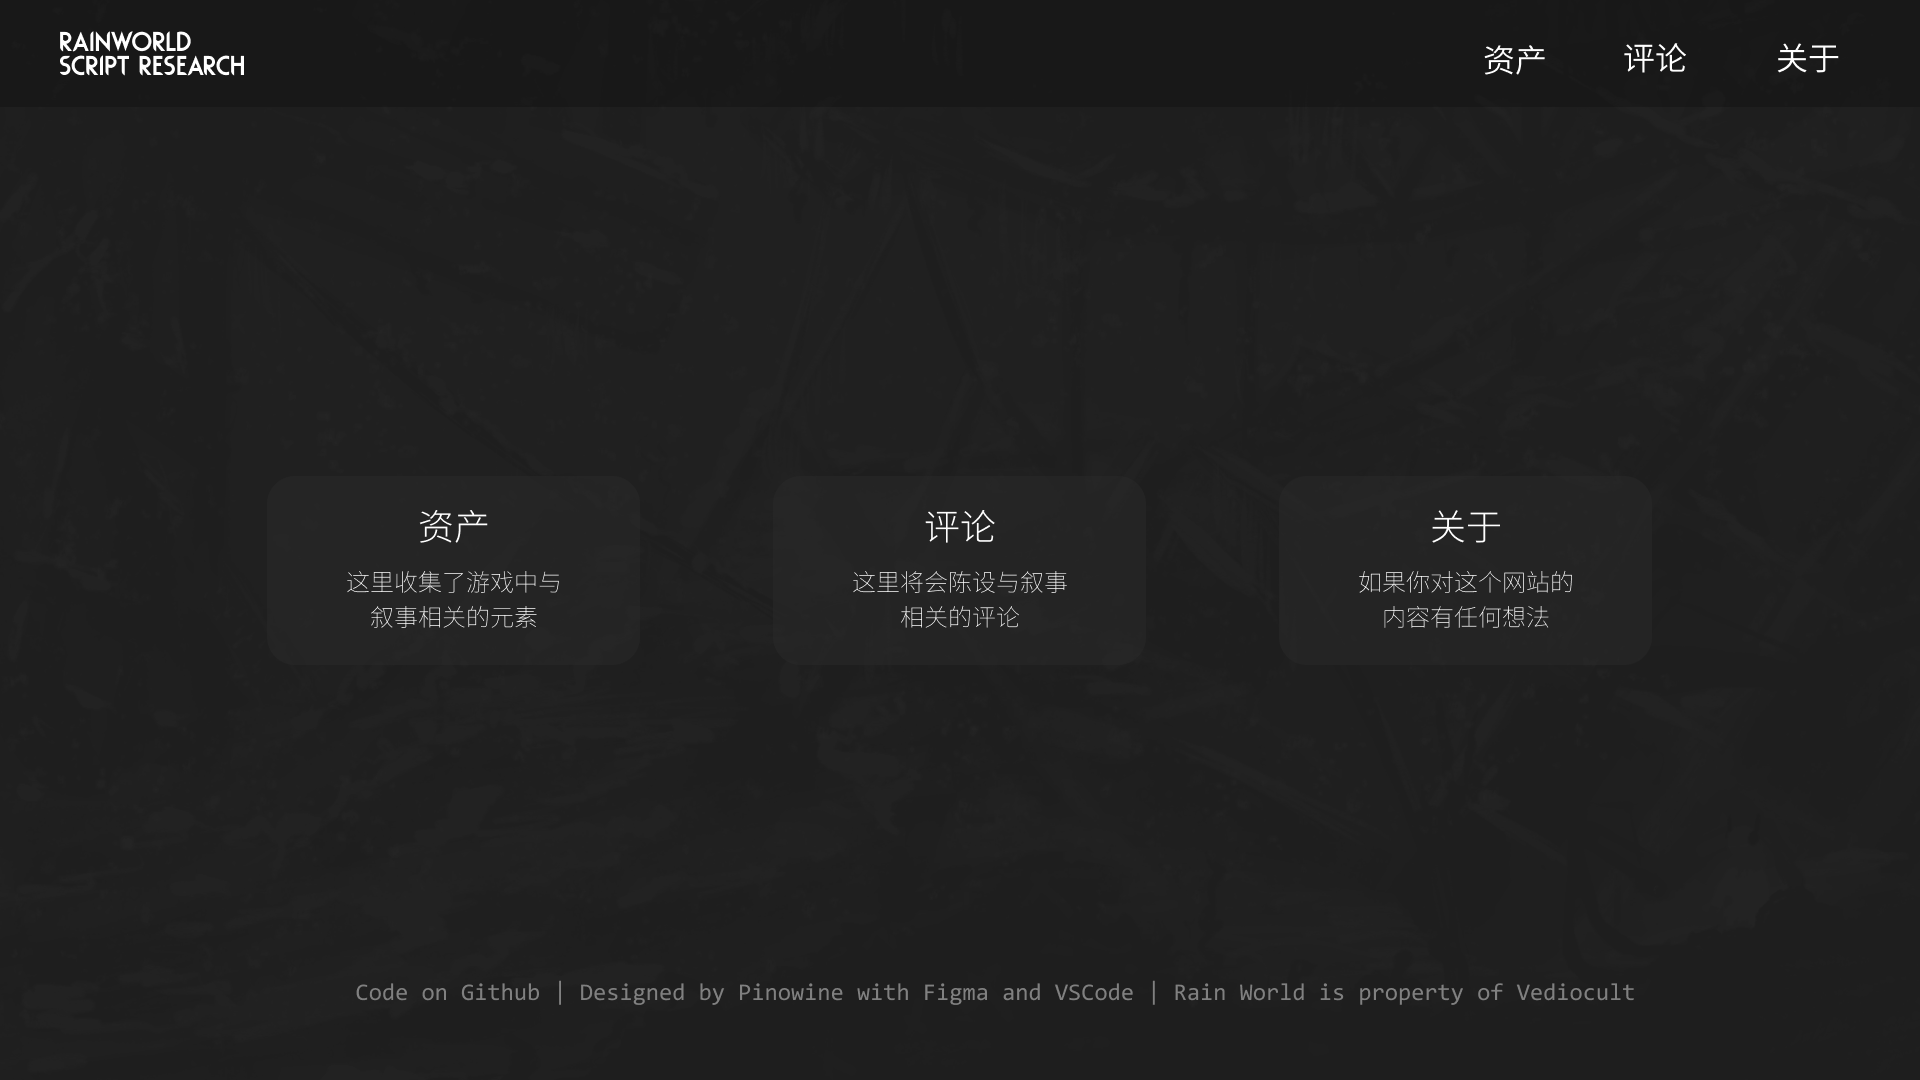 RAINWORLD
SCRIPT RESEARCH
资产
评论
关于
资产
这里收集了游戏中与
叙事相关的元素
评论
这里将会陈设与叙事
相关的评论
关于
如果你对这个网站的
内容有任何想法
Code on Github | Designed by Pinowine with Figma and VSCode | Rain World is property of Vediocult